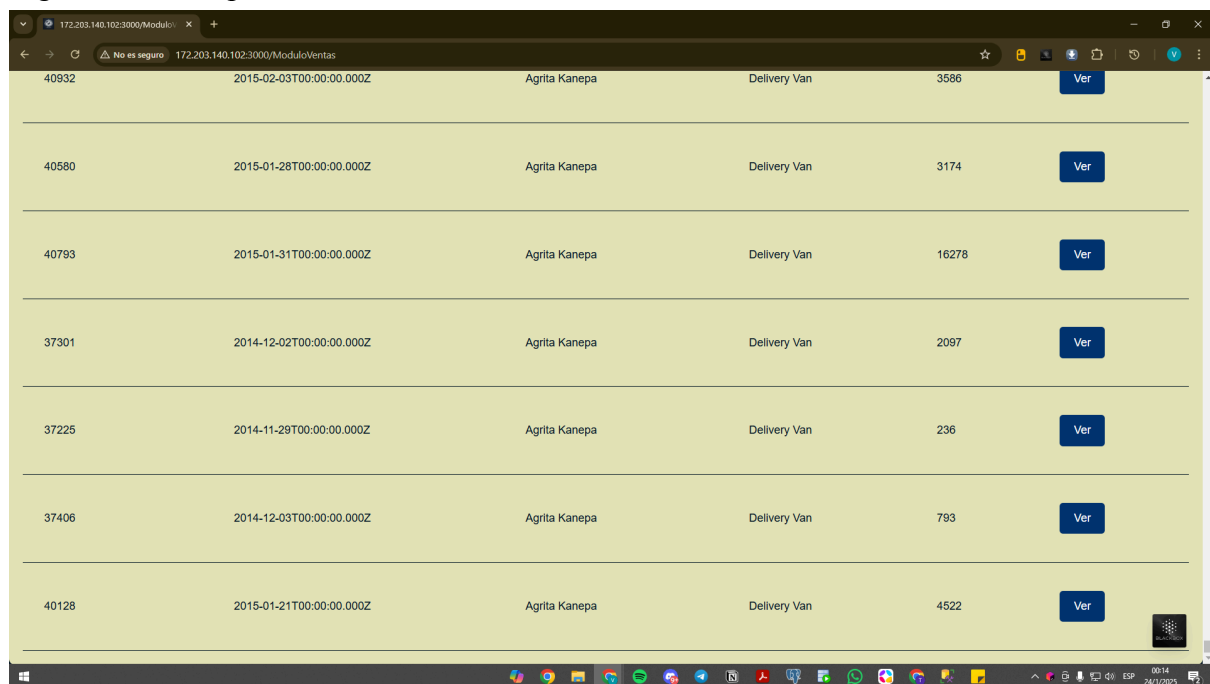 172.203.140.102:3000/ModuloV
No es seguro 172.203.140.102:3000/ModuloVentas
40932 2015-02-03T00:00:00.000Z Agrita Kanepa Delivery Van 3586 Ver
40580 2015-01-28T00:00:00.000Z Agrita Kanepa Delivery Van 3174 Ver
40793 2015-01-31T00:00:00.000Z Agrita Kanepa Delivery Van 16278 Ver
37301 2014-12-02T00:00:00.000Z Agrita Kanepa Delivery Van 2097 Ver
37225 2014-11-29T00:00:00.000Z Agrita Kanepa Delivery Van 236 Ver
37406 2014-12-03T00:00:00.000Z Agrita Kanepa Delivery Van 793 Ver
40128 2015-01-21T00:00:00.000Z Agrita Kanepa Delivery Van 4522 Ver
BLACKBOX
ESP
00:14
24/1/2025